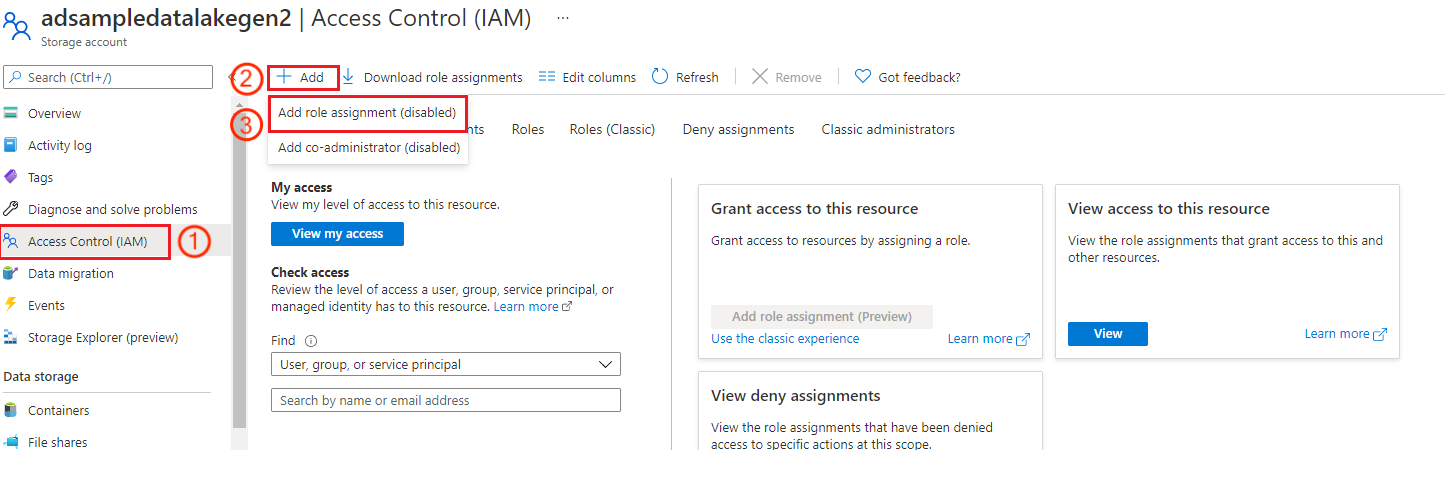 adsampledatalakegen2 | Access Control (IAM) ...
Storage account
Search (Ctrl+/)
«
2
Add
Download role assignments
Edit columns
Refresh
Remove
Got feedback?
3
Add role assignment (disabled)
Add co-administrator (disabled)
nts
Roles
Roles (Classic)
Deny assignments
Classic administrators
Overview
Activity log
Tags
Diagnose and solve problems
Access Control (IAM)
1
Data migration
Events
Storage Explorer (preview)
Data storage
Containers
File shares
My access
View my level of access to this resource.
View my access
Check access
Review the level of access a user, group, service principal, or
managed identity has to this resource. Learn more
Find
User, group, or service principal
Search by name or email address
Grant access to this resource
Grant access to resources by assigning a role.
Add role assignment (Preview)
Use the classic experience
Learn more
View access to this resource
View the role assignments that grant access to this and
other resources.
View
Learn more
View deny assignments
View the role assignments that have been denied
access to specific actions at this scope.